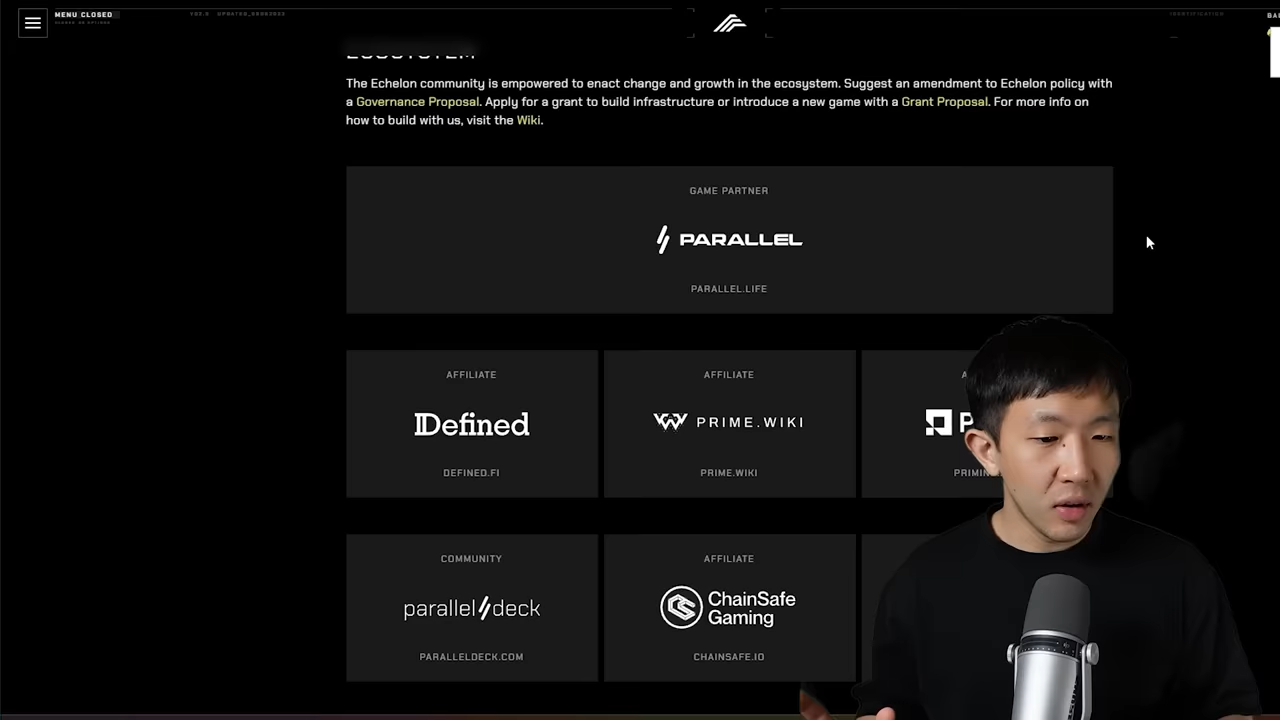 MENU CLOSED
ECOSYSTEM
The Echelon community is empowered to enact change and growth in the ecosystem. Suggest an amendment to Echelon policy with
a Governance Proposal. Apply for a grant to build infrastructure or introduce a new game with a Grant Proposal. For more info on
how to build with us, visit the Wiki.
GAME PARTNER
PARALLEL
PARALLEL.LIFE
AFFILIATE
AFFILIATE
Defined
PRIME.WIKI
DEFINED.FI
PRIME.WIKI
COMMUNITY
AFFILIATE
parallel deck
ChainSafe
Gaming
PARALLELDECK.COM
CHAINSAFE.IO